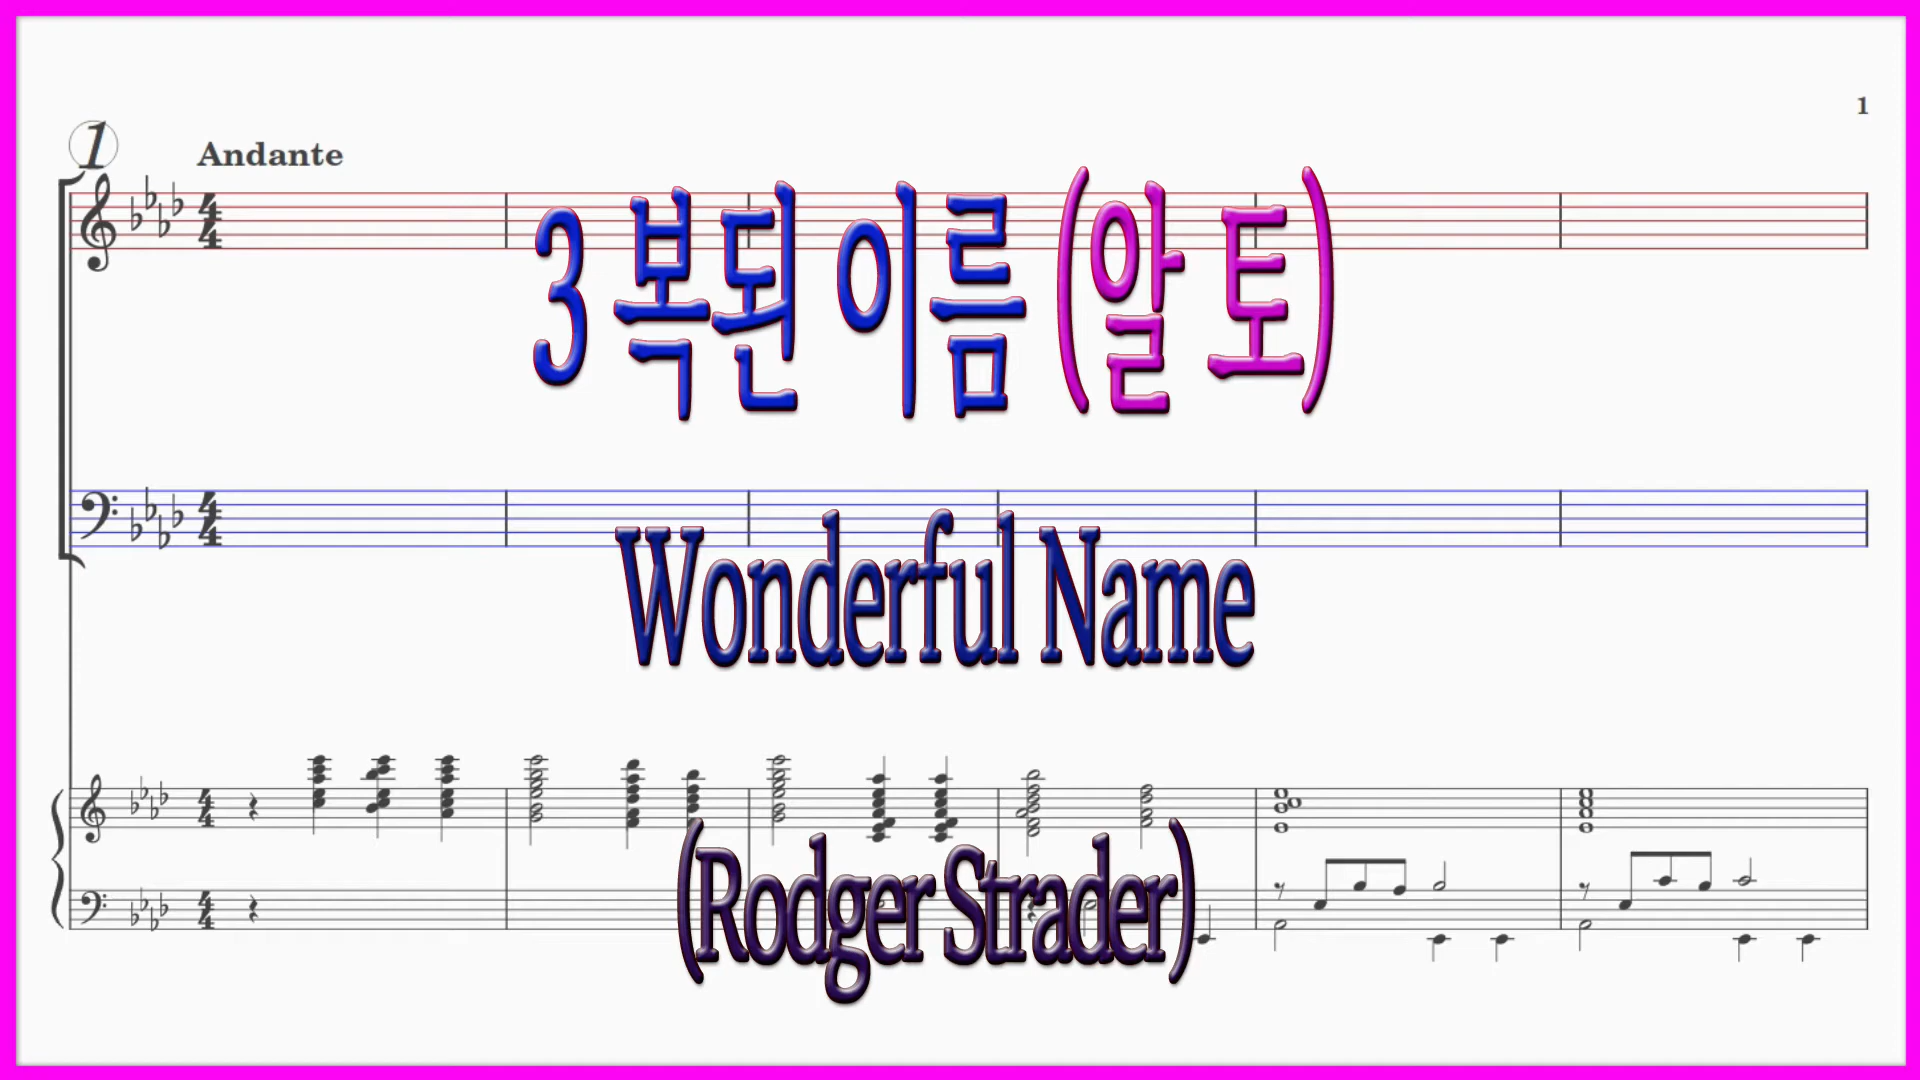 1
1
Andante
3 복된 이름 (알 토)
Wonderful Name
(Rodger Strader)